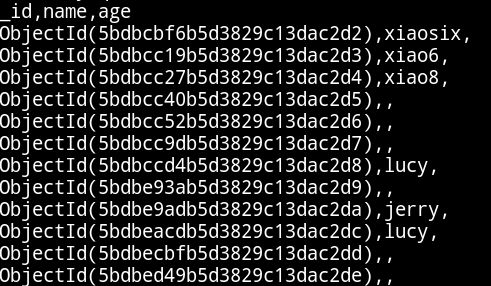 _id,name,age
ObjectId(5bdbcbf6b5d3829c13dac2d2),xiaosix,
ObjectId(5bdbcc19b5d3829c13dac2d3),xiao6,
ObjectId(5bdbcc27b5d3829c13dac2d4),xiao8,
ObjectId(5bdbcc40b5d3829c13dac2d5),,
ObjectId(5bdbcc52b5d3829c13dac2d6),,
ObjectId(5bdbcc9db5d3829c13dac2d7),,
ObjectId(5bdbccd4b5d3829c13dac2d8),lucy,
ObjectId(5bdbe93ab5d3829c13dac2d9),,
ObjectId(5bdbe9adb5d3829c13dac2da),jerry,
ObjectId(5bdbeacdb5d3829c13dac2dc),lucy,
ObjectId(5bdbecbfb5d3829c13dac2dd),,
ObjectId(5bdbed49b5d3829c13dac2de),,